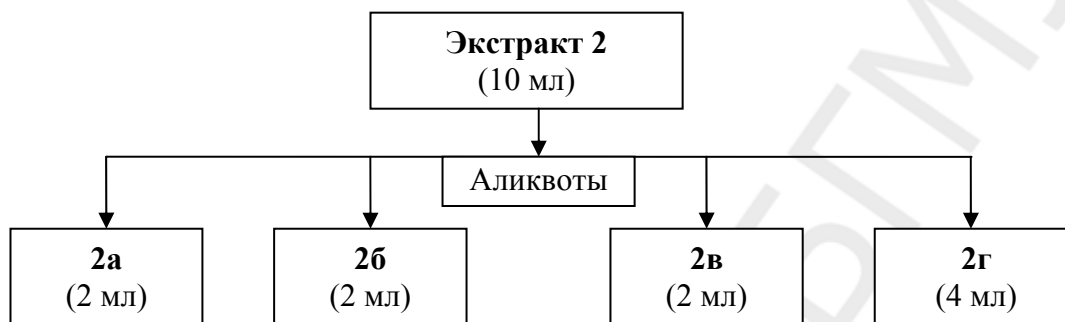 Экстракт 2
(10 мл)
Аликвоты
2а
(2 мл)
2б
(2 мл)
2в
(2 мл)
2г
(4 мл)